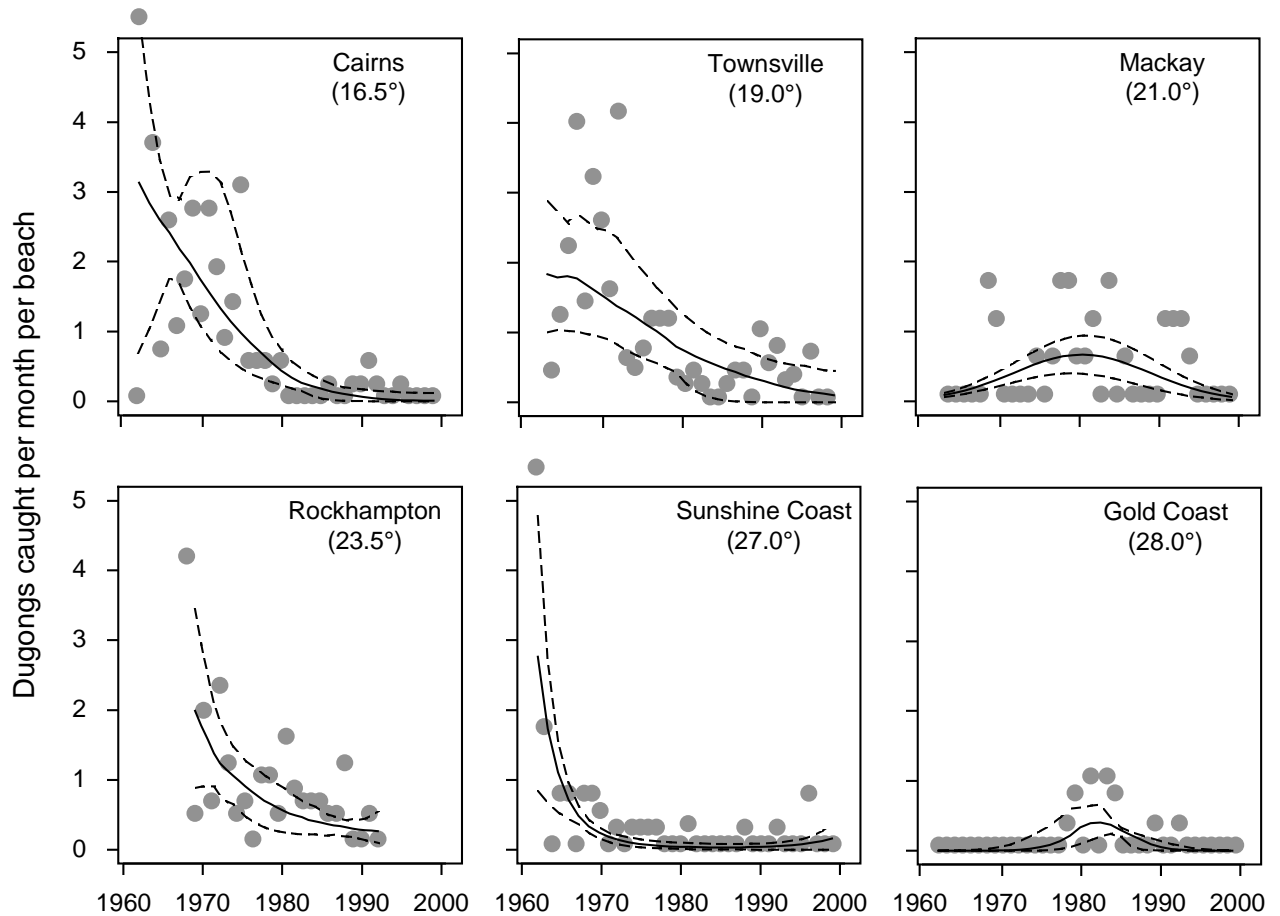 Dugongs caught per month per beach
Cairns
(16.5°)
5
4
3
2
1
0
Townsville
(19.0°)
Mackay
(21.0°)
Rockhampton
(23.5°)
5
4
3
2
1
0
1960 1970 1980 1990 2000
Sunshine Coast
(27.0°)
1960 1970 1980 1990 2000
Gold Coast
(28.0°)
1960 1970 1980 1990 2000